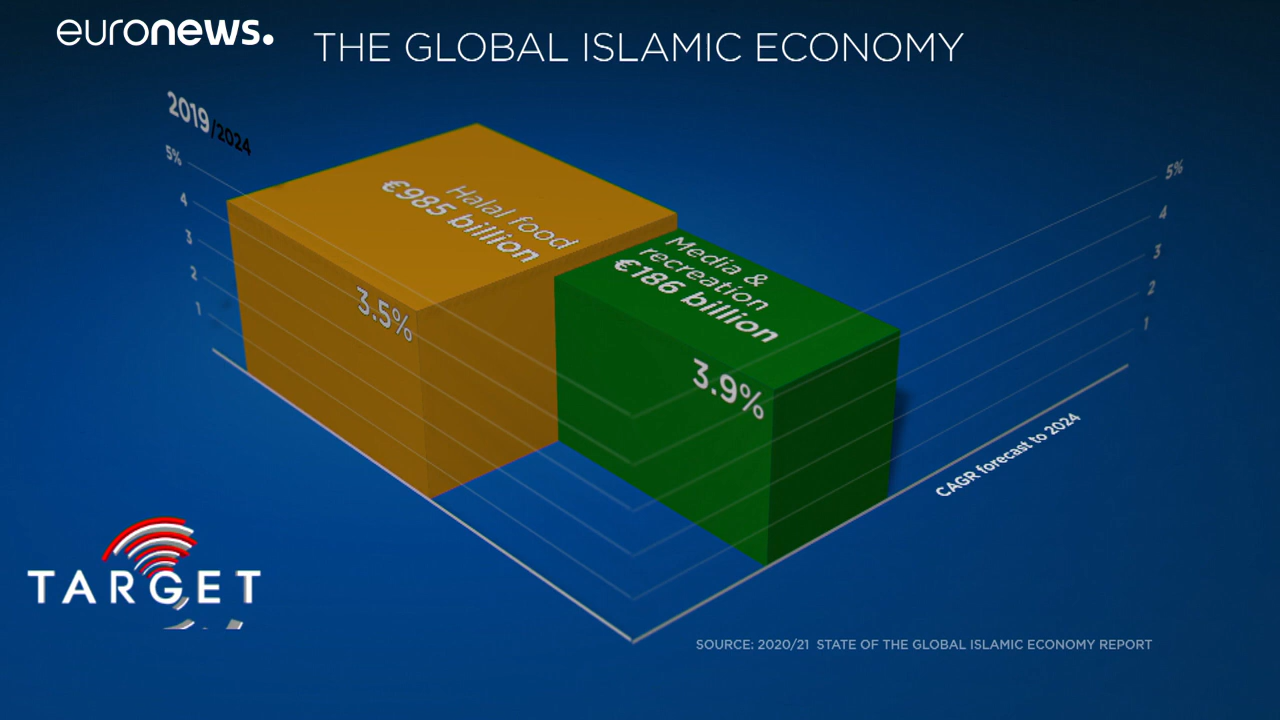 euronews.
THE GLOBAL ISLAMIC ECONOMY
2019/2024
5%
4
3
2
1
5%
4
3
2
1
Halal food
€985 billion
3.5%
Media &
recreation
€186 billion
3.9%
CAGR forecast to 2024
TARGET
SOURCE: 2020/21 STATE OF THE GLOBAL ISLAMIC ECONOMY REPORT